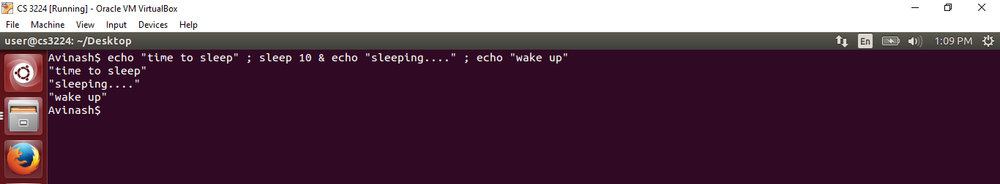 CS 3224 [Running] - Oracle VM VirtualBox
File Machine View Input Devices Help
user@cs3224: ~/Desktop En 1:09 PM
Avinash$ echo "time to sleep" ; sleep 10 & echo "sleeping...." ; echo "wake up"
"time to sleep"
"sleeping...."
"wake up"
Avinash$